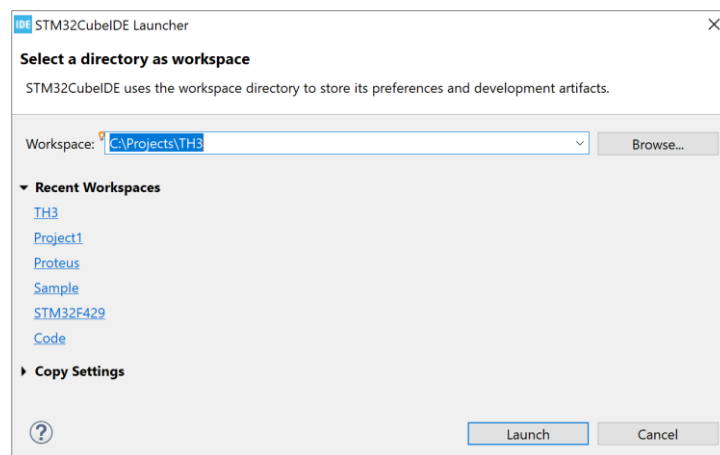 IDE STM32CubeIDE Launcher
Select a directory as workspace
STM32CubeIDE uses the workspace directory to store its preferences and development artifacts.
Workspace: C:\Projects\TH3 Browse...
Recent Workspaces
TH3
Project1
Proteus
Sample
STM32F429
Code
Copy Settings
? Launch Cancel